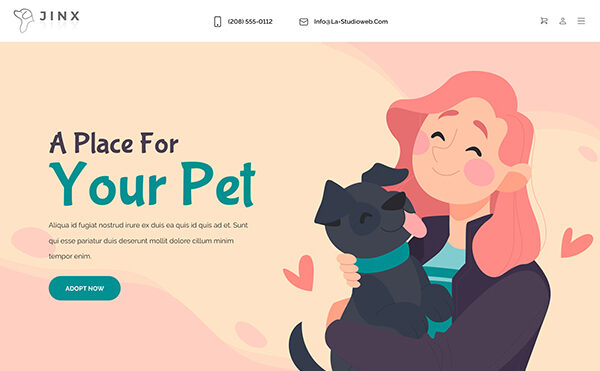 JINX
(208) 555-0112
Info@La-Studioweb.Com
A Place For
Your Pet
Aliqua id fugiat nostrud irure ex duis ea quis id quis ad et. Sunt
qui esse pariatur duis deserunt mollit dolore cillum minim
tempor enim.
ADOPT NOW